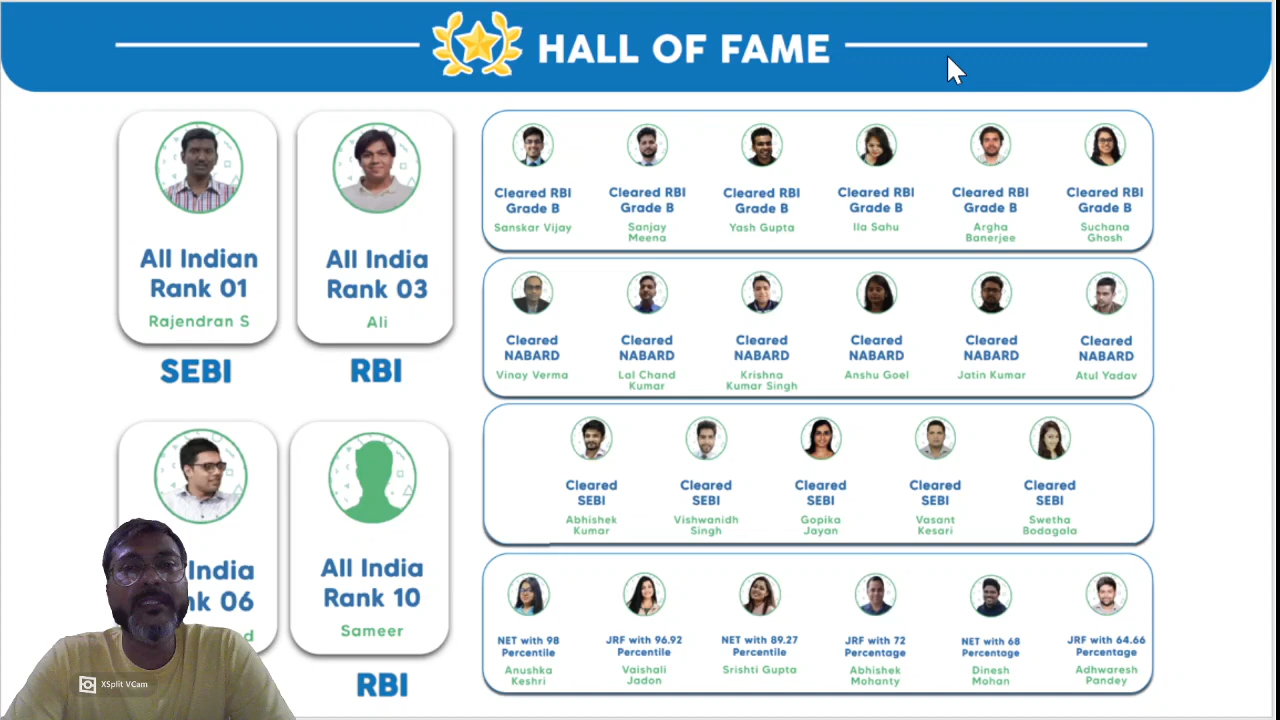 HALL OF FAME
All Indian
Rank 01
Rajendran S
SEBI
All India
Rank 03
Ali
RBI
India
nk 06
d
All India
Rank 10
Sameer
RBI
Cleared RBI
Grade B
Sanskar Vijay
Cleared RBI
Grade B
Sanjay
Meena
Cleared RBI
Grade B
Yash Gupta
Cleared RBI
Grade B
Ila Sahu
Cleared RBI
Grade B
Argha
Banerjee
Cleared RBI
Grade B
Suchana
Ghosh
Cleared
NABARD
Vinay Verma
Cleared
NABARD
Lal Chand
Kumar
Cleared
NABARD
Krishna
Kumar Singh
Cleared
NABARD
Anshu Goel
Cleared
NABARD
Jatin Kumar
Cleared
NABARD
Atul Yadav
Cleared
SEBI
Abhishek
Kumar
Cleared
SEBI
Vishwanidh
Singh
Cleared
SEBI
Gopika
Jayan
Cleared
SEBI
Vasant
Kesari
Cleared
SEBI
Swetha
Bodagala
NET with 98
Percentile
Anushka
Keshri
JRF with 96.92
Percentile
Vaishali
Jadon
NET with 89.27
Percentile
Srishti Gupta
JRF with 72
Percentage
Abhishek
Mohanty
NET with 68
Percentage
Dinesh
Mohan
JRF with 64.66
Percentage
Adhwaresh
Pandey
XSplit VCam